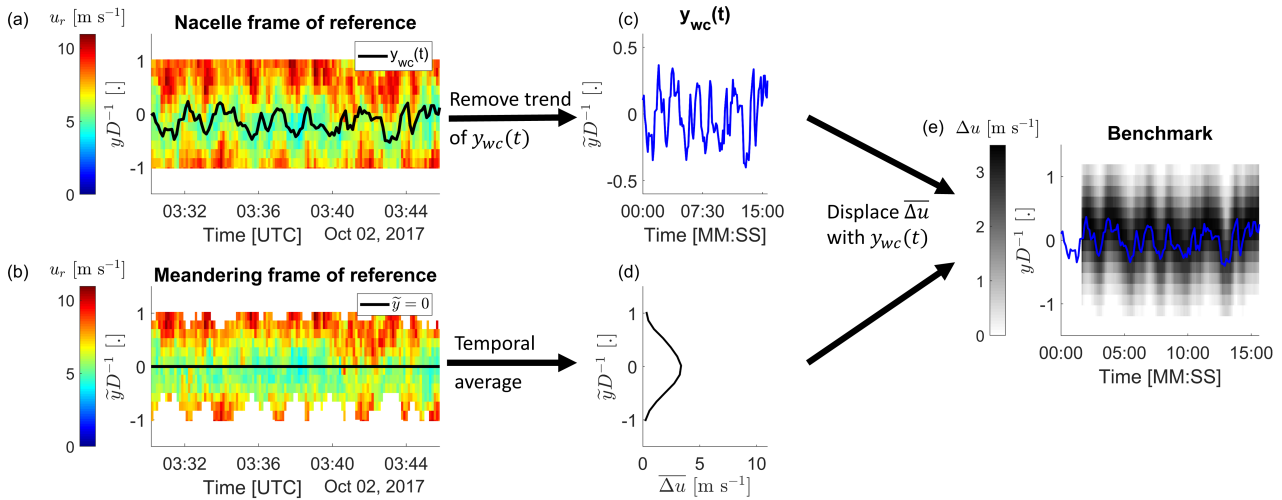 (a)
u_r [m s⁻¹]
Nacelle frame of reference
y_wc(t)
10
5
0
1
0
-1
yD⁻¹ [.]
03:32
03:36
03:40
03:44
Time [UTC]
Oct 02, 2017
Remove trend
of y_wc(t)
(c)
y_wc(t)
0.5
0
-0.5
ỹD⁻¹ [.]
00:00
07:30
15:00
Time [MM:SS]
(b)
u_r [m s⁻¹]
Meandering frame of reference
ỹ = 0
10
5
0
1
0
-1
ỹD⁻¹ [.]
03:32
03:36
03:40
03:44
Time [UTC]
Oct 02, 2017
Temporal
average
(d)
1
0
-1
ỹD⁻¹ [.]
0
5
10
Δu̅ [m s⁻¹]
Displace Δu̅
with y_wc(t)
(e)
Δu [m s⁻¹]
Benchmark
3
2
1
0
1
0
-1
yD⁻¹ [.]
00:00
05:00
10:00
15:00
Time [MM:SS]